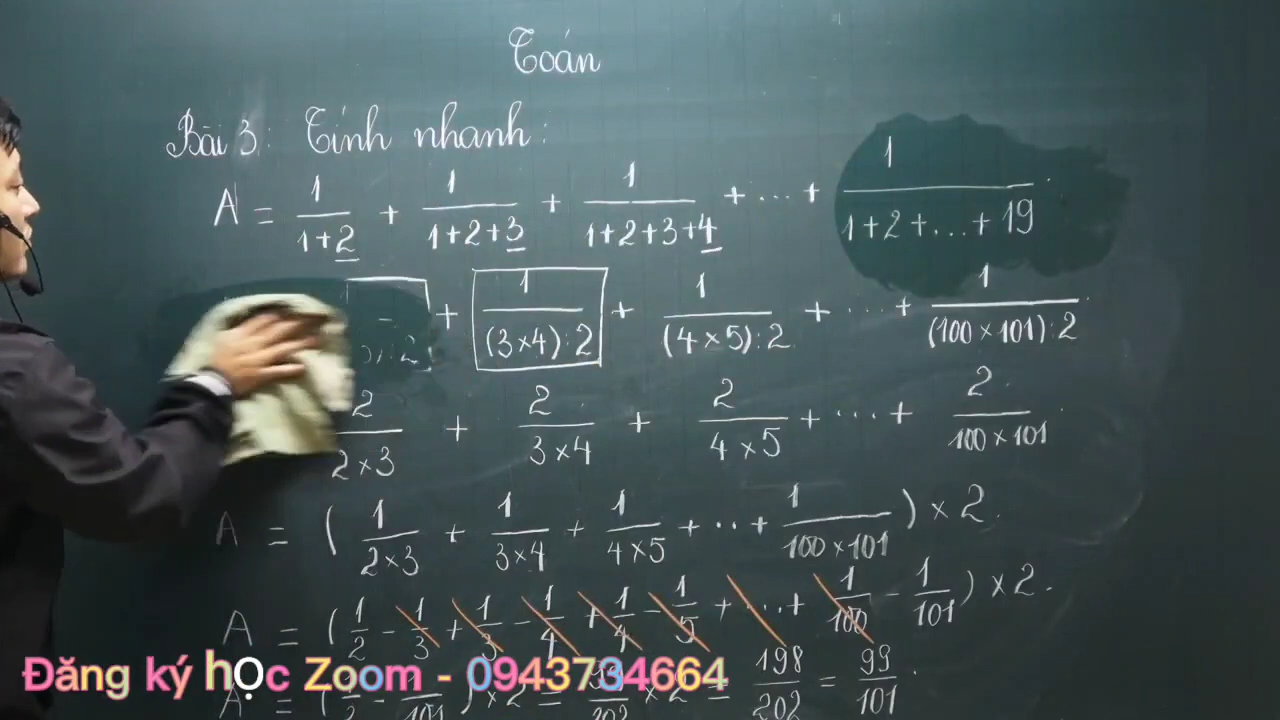 Toán
Bài 3: Tính nhanh:
A = 1/(1+2) + 1/(1+2+3) + 1/(1+2+3+4) + ... + 1/(1+2+...+19)
+ 1/((3×4):2) + 1/((4×5):2) + ... + 1/((100×101):2)
2/(2×3) + 2/(3×4) + 2/(4×5) + ... + 2/(100×101)
A = (1/(2×3) + 1/(3×4) + 1/(4×5) + ... + 1/(100×101)) × 2.
A = (1/2 - 1/3 + 1/3 - 1/4 + 1/4 - 1/5 + ... + 1/100 - 1/101) × 2.
Đăng ký học Zoom - 0943734664
A = ( × 2 = × 2 = 198/202 = 99/101.